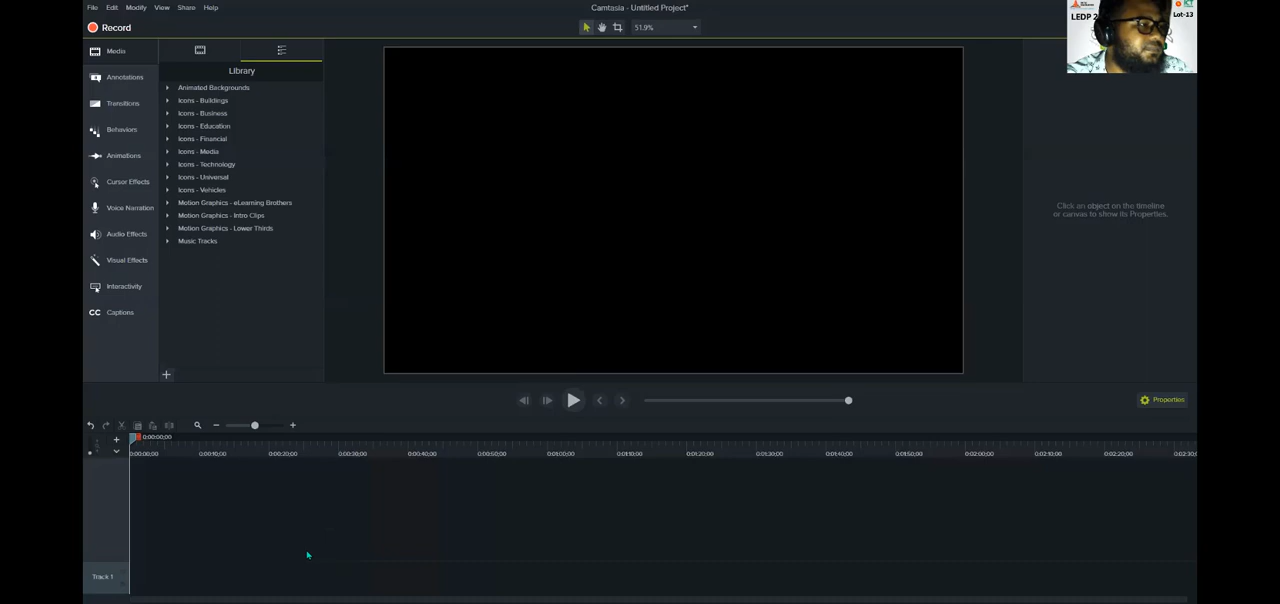 File Edit Modify View Share Help
Camtasia - Untitled Project*
Record
51.9%
LEDP 2
Lot-13
Media
Annotations
Transitions
Behaviors
Animations
Cursor Effects
Voice Narration
Audio Effects
Visual Effects
Interactivity
CC Captions
Library
Animated Backgrounds
Icons - Buildings
Icons - Business
Icons - Education
Icons - Financial
Icons - Media
Icons - Technology
Icons - Universal
Icons - Vehicles
Motion Graphics - eLearning Brothers
Motion Graphics - Intro Clips
Motion Graphics - Lower Thirds
Music Tracks
Click an object on the timeline
or canvas to show its Properties.
Properties
0:00:00;00
0:00:00;00 0:00:10;00 0:00:20;00 0:00:30;00 0:00:40;00 0:00:50;00 0:01:00;00 0:01:10;00 0:01:20;00 0:01:30;00 0:01:40;00 0:01:50;00 0:02:00;00 0:02:10;00 0:02:20;00 0:02:30;0
Track 1